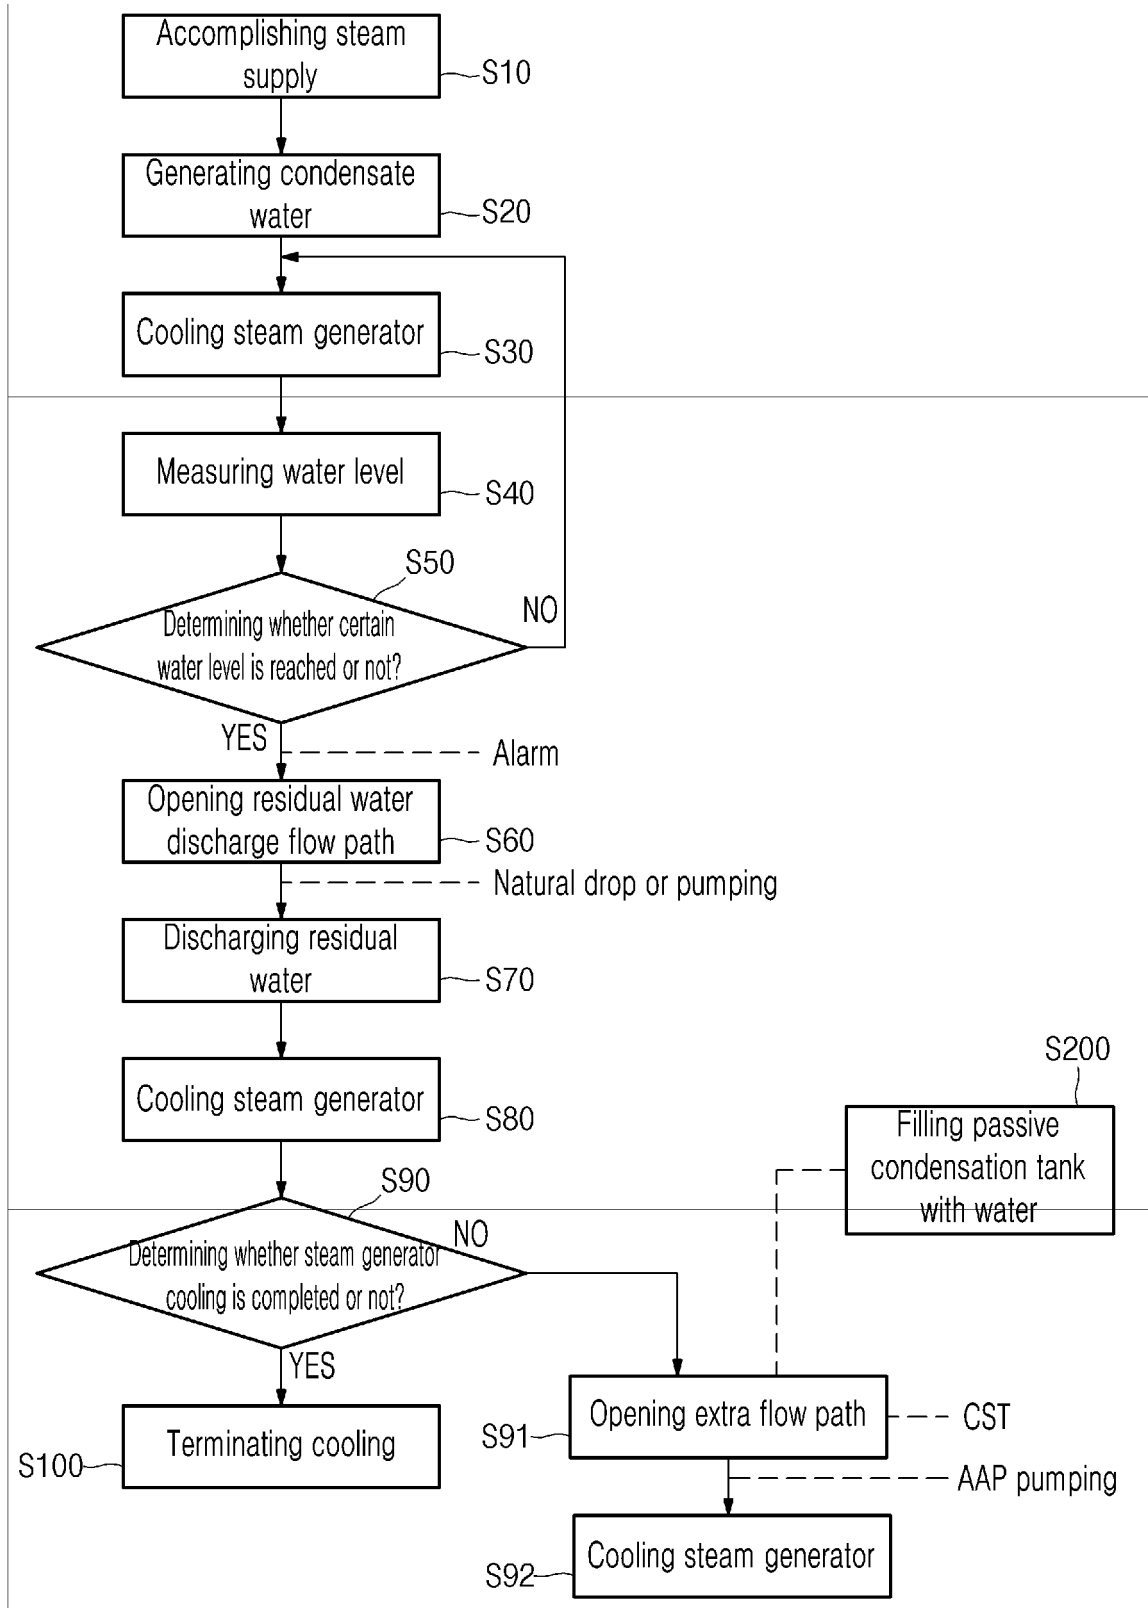 Accomplishing steam
supply
S10
Generating condensate
water
S20
Cooling steam generator
S30
Measuring water level
S40
S50
NO
Determining whether certain
water level is reached or not?
YES
Alarm
Opening residual water
discharge flow path
S60
Natural drop or pumping
Discharging residual
water
S70
Cooling steam generator
S80
S200
Filling passive
condensation tank
with water
S90
NO
Determining whether steam generator
cooling is completed or not?
YES
Terminating cooling
S100
Opening extra flow path
S91
CST
AAP pumping
Cooling steam generator
S92